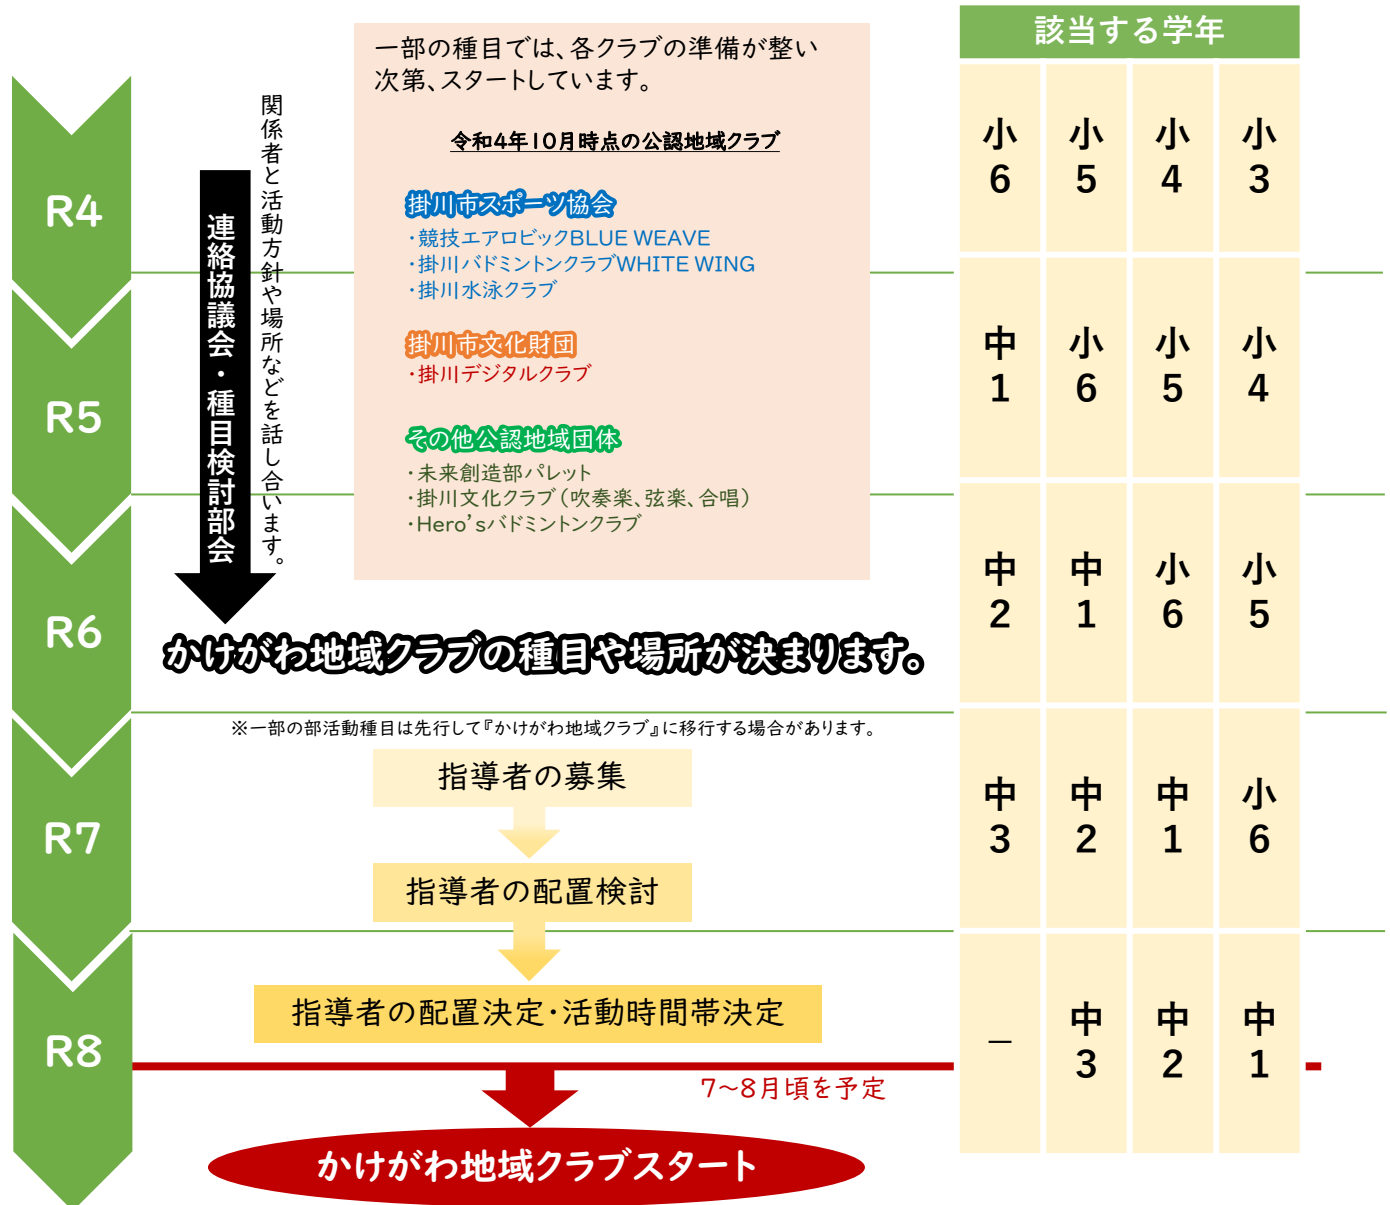 R4
R5
R6
R7
R8
連絡協議会・種目検討部会
関係者と活動方針や場所などを話し合います。
一部の種目では、各クラブの準備が整い
次第、スタートしています。
令和4年10月時点の公認地域クラブ
掛川市スポーツ協会
・競技エアロビックBLUE WEAVE
・掛川バドミントンクラブWHITE WING
・掛川水泳クラブ
掛川市文化財団
・掛川デジタルクラブ
その他公認地域団体
・未来創造部パレット
・掛川文化クラブ（吹奏楽、弦楽、合唱）
・Hero’sバドミントンクラブ
かけがわ地域クラブの種目や場所が決まります。
※一部の部活動種目は先行して『かけがわ地域クラブ』に移行する場合があります。
指導者の募集
指導者の配置検討
指導者の配置決定・活動時間帯決定
7～8月頃を予定
かけがわ地域クラブスタート
該当する学年
小6 小5 小4 小3
中1 小6 小5 小4
中2 中1 小6 小5
中3 中2 中1 小6
－ 中3 中2 中1